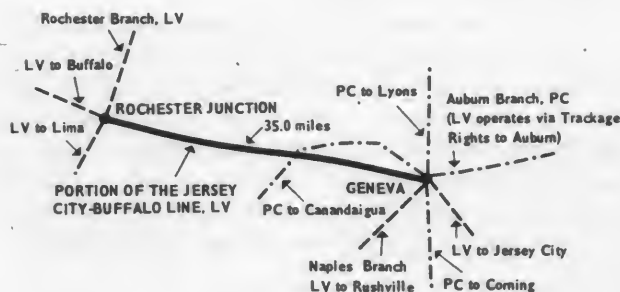 Rochester Branch, LV
LV to Buffalo
ROCHESTER JUNCTION
LV to Lima
35.0 miles
PC to Lyons
Auburn Branch, PC
(LV operates via Trackage
Rights to Auburn)
PORTION OF THE JERSEY
CITY-BUFFALO LINE, LV
PC to Canandaigua
GENEVA
LV to Jersey City
Naples Branch
LV to Rushville
PC to Corning